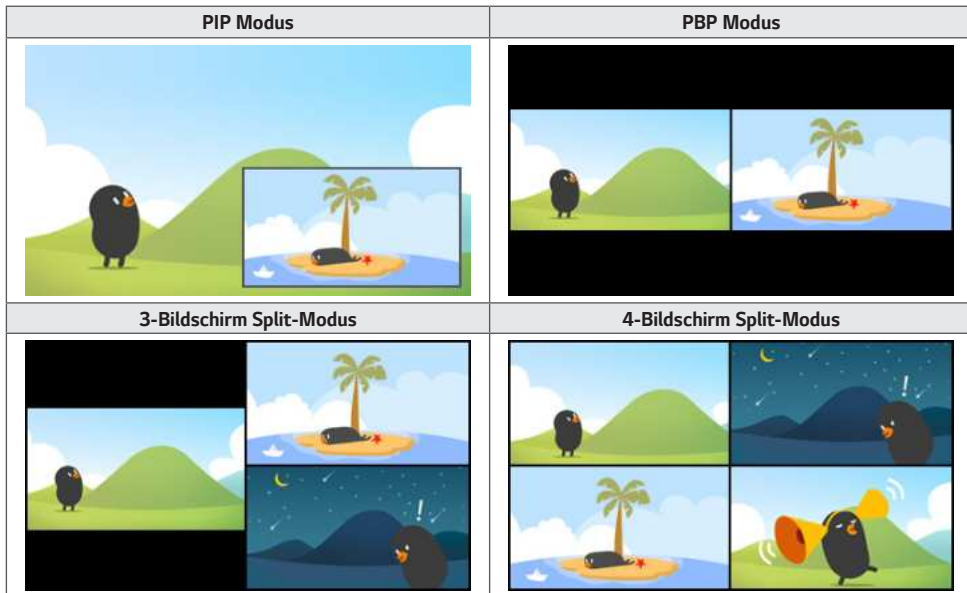 PIP Modus
PBP Modus
3-Bildschirm Split-Modus
4-Bildschirm Split-Modus
!
!